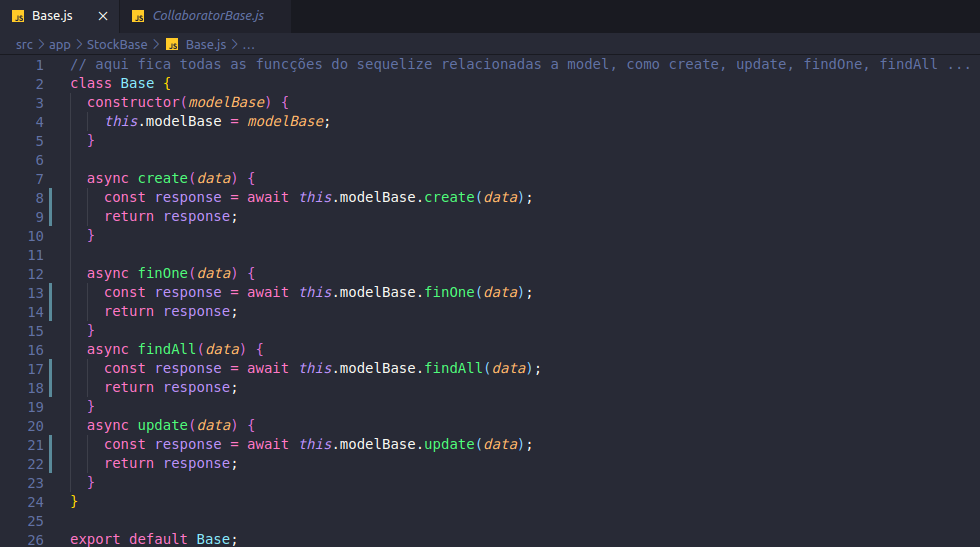 JS Base.js × JS CollaboratorBase.js
src > app > StockBase > JS Base.js > ...
1 // aqui fica todas as funcções do sequelize relacionadas a model, como create, update, findOne, findAll ...
2 class Base {
3 constructor(modelBase) {
4 this.modelBase = modelBase;
5 }
6
7 async create(data) {
8 const response = await this.modelBase.create(data);
9 return response;
10 }
11
12 async finOne(data) {
13 const response = await this.modelBase.finOne(data);
14 return response;
15 }
16 async findAll(data) {
17 const response = await this.modelBase.findAll(data);
18 return response;
19 }
20 async update(data) {
21 const response = await this.modelBase.update(data);
22 return response;
23 }
24 }
25
26 export default Base;